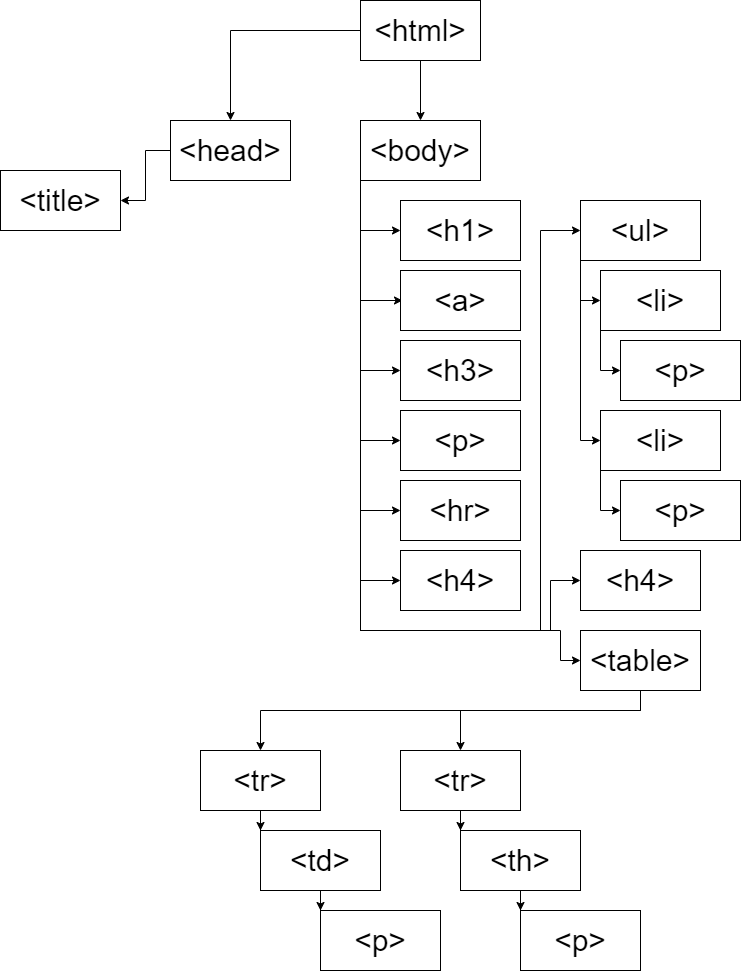 <html>
<head>
<body>
<title>
<h1>
<ul>
<a>
<li>
<h3>
<p>
<p>
<li>
<hr>
<p>
<h4>
<h4>
<table>
<tr>
<tr>
<td>
<th>
<p>
<p>